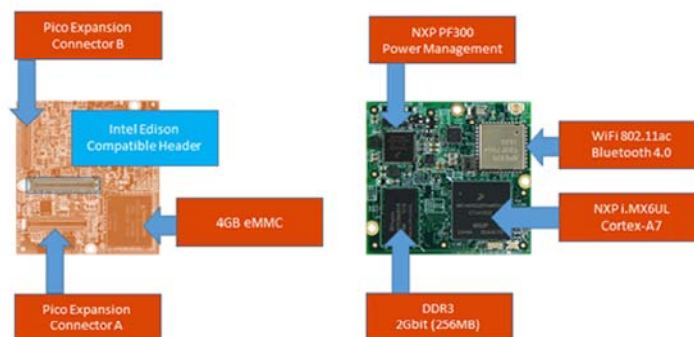 Pico Expansion
Connector B
Intel Edison
Compatible Header
4GB eMMC
Pico Expansion
Connector A
NXP PF300
Power Management
WiFi 802.11ac
Bluetooth 4.0
NXP i.MX6UL
Cortex-A7
DDR3
2Gbit (256MB)